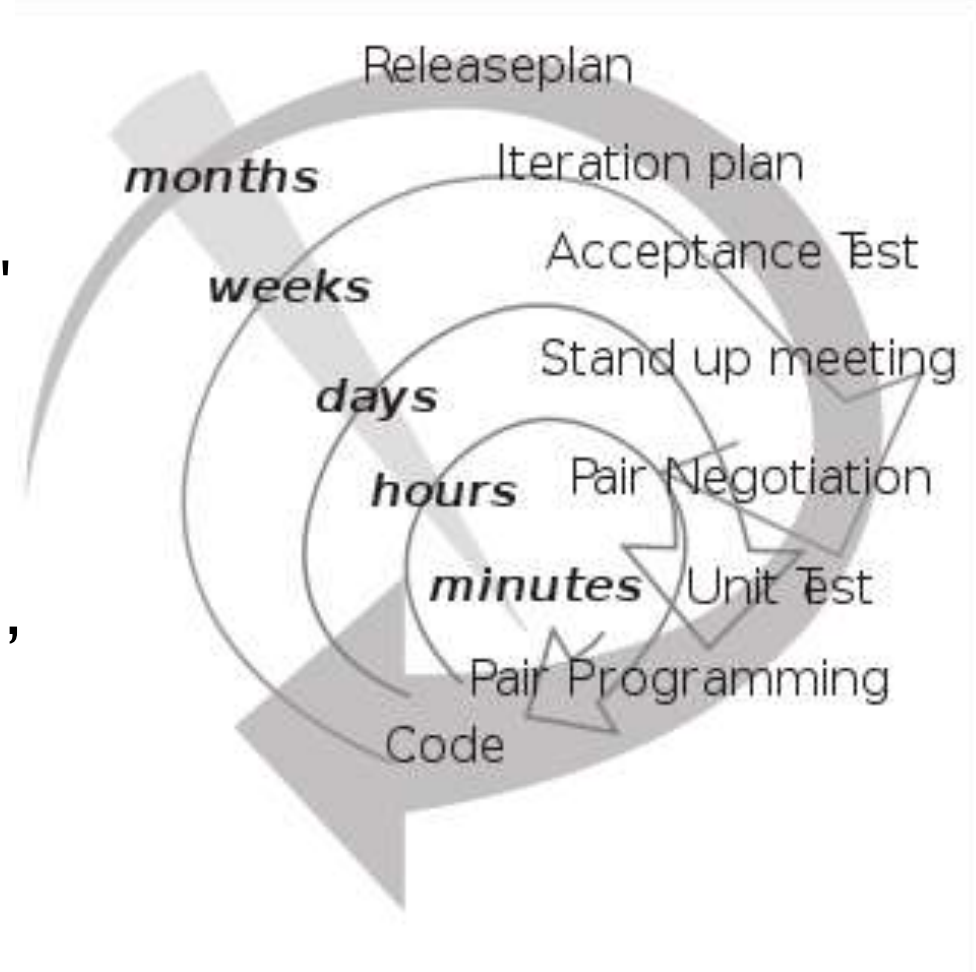 Releaseplan
Iteration plan
months
Acceptance Test
'
weeks
Stand up meeting
days
Pair Negotiation
hours
minutes
Unit Test
,
Pair Programming
Code